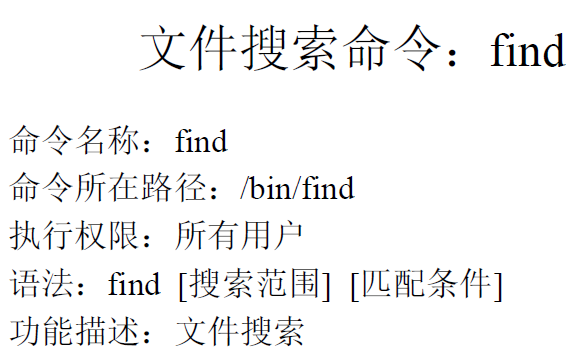 文件搜索命令：find
命令名称：find
命令所在路径：/bin/find
执行权限：所有用户
语法：find [搜索范围] [匹配条件]
功能描述：文件搜索